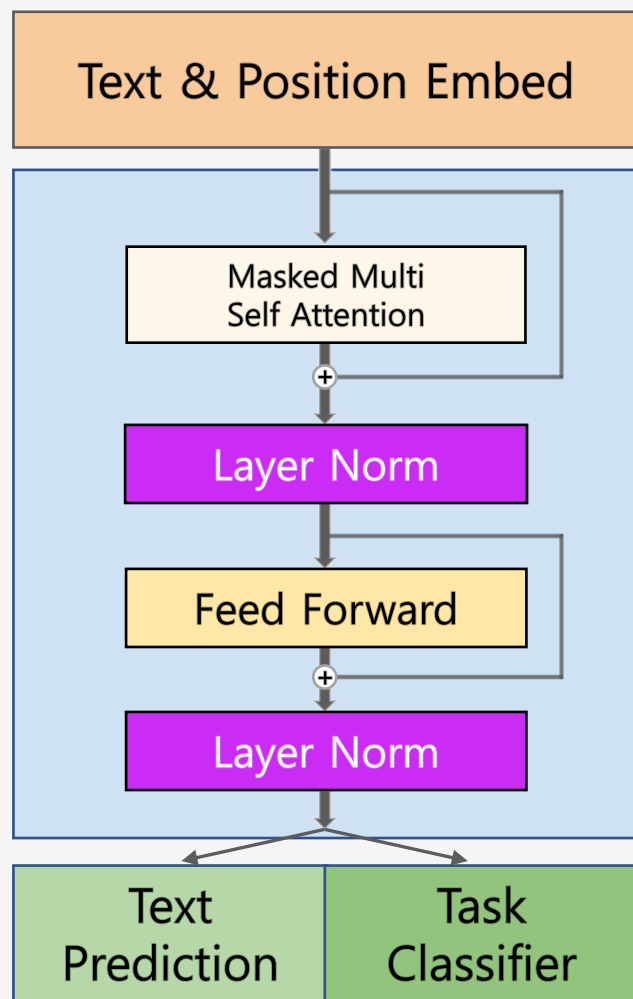 Text & Position Embed
Masked Multi
Self Attention
+
Layer Norm
Feed Forward
+
Layer Norm
Text
Prediction
Task
Classifier